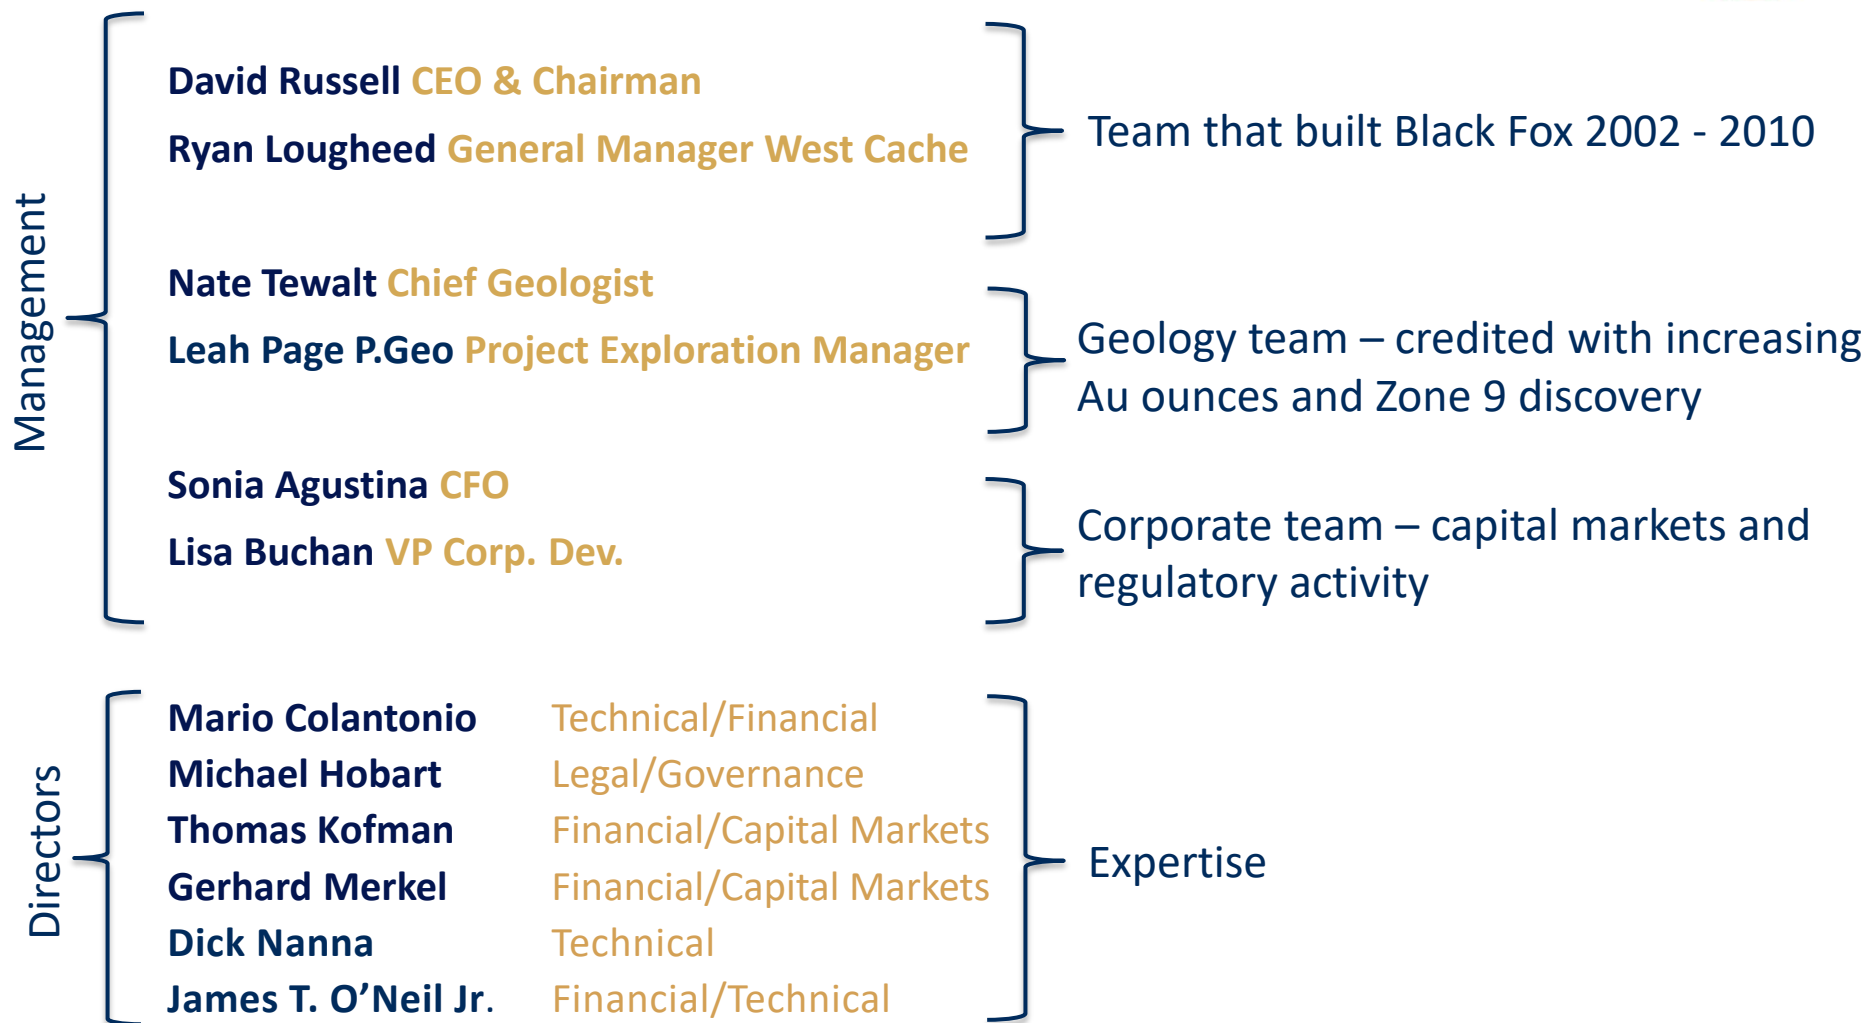 Management
David Russell CEO & Chairman
Ryan Lougheed General Manager West Cache
Team that built Black Fox 2002 - 2010
Nate Tewalt Chief Geologist
Leah Page P.Geo Project Exploration Manager
Geology team – credited with increasing
Au ounces and Zone 9 discovery
Sonia Agustina CFO
Lisa Buchan VP Corp. Dev.
Corporate team – capital markets and
regulatory activity
Directors
Mario Colantonio Technical/Financial
Michael Hobart Legal/Governance
Thomas Kofman Financial/Capital Markets
Gerhard Merkel Financial/Capital Markets
Dick Nanna Technical
James T. O’Neil Jr. Financial/Technical
Expertise